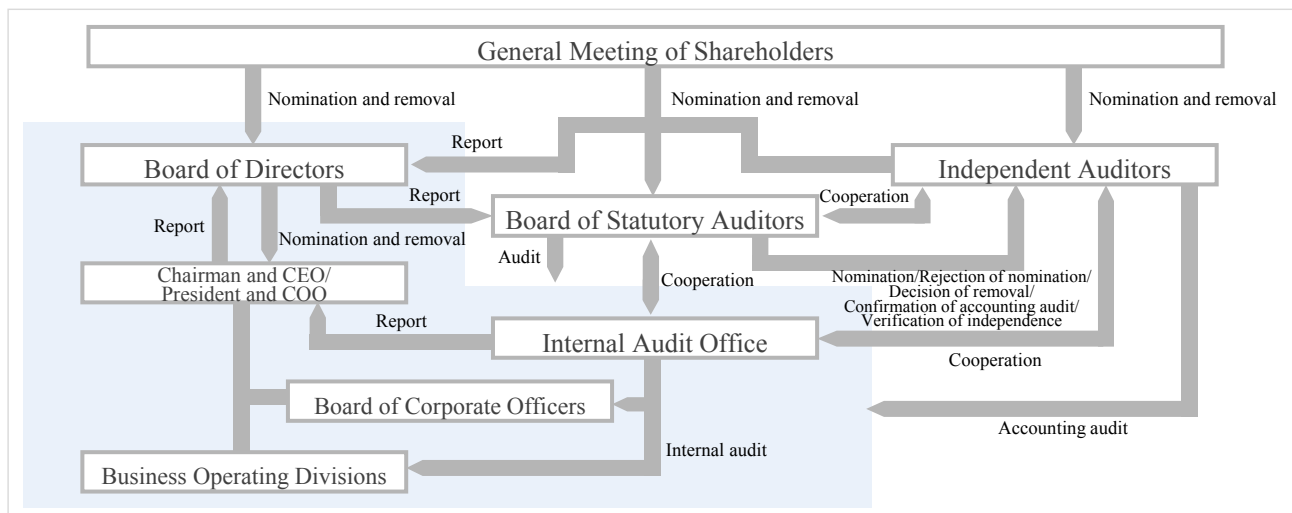 General Meeting of Shareholders
Nomination and removal
Nomination and removal
Nomination and removal
Report
Board of Directors
Independent Auditors
Report
Cooperation
Board of Statutory Auditors
Report
Nomination and removal
Audit
Cooperation
Chairman and CEO/
President and COO
Nomination/Rejection of nomination/
Decision of removal/
Confirmation of accounting audit/
Verification of independence
Report
Internal Audit Office
Cooperation
Board of Corporate Officers
Accounting audit
Internal audit
Business Operating Divisions